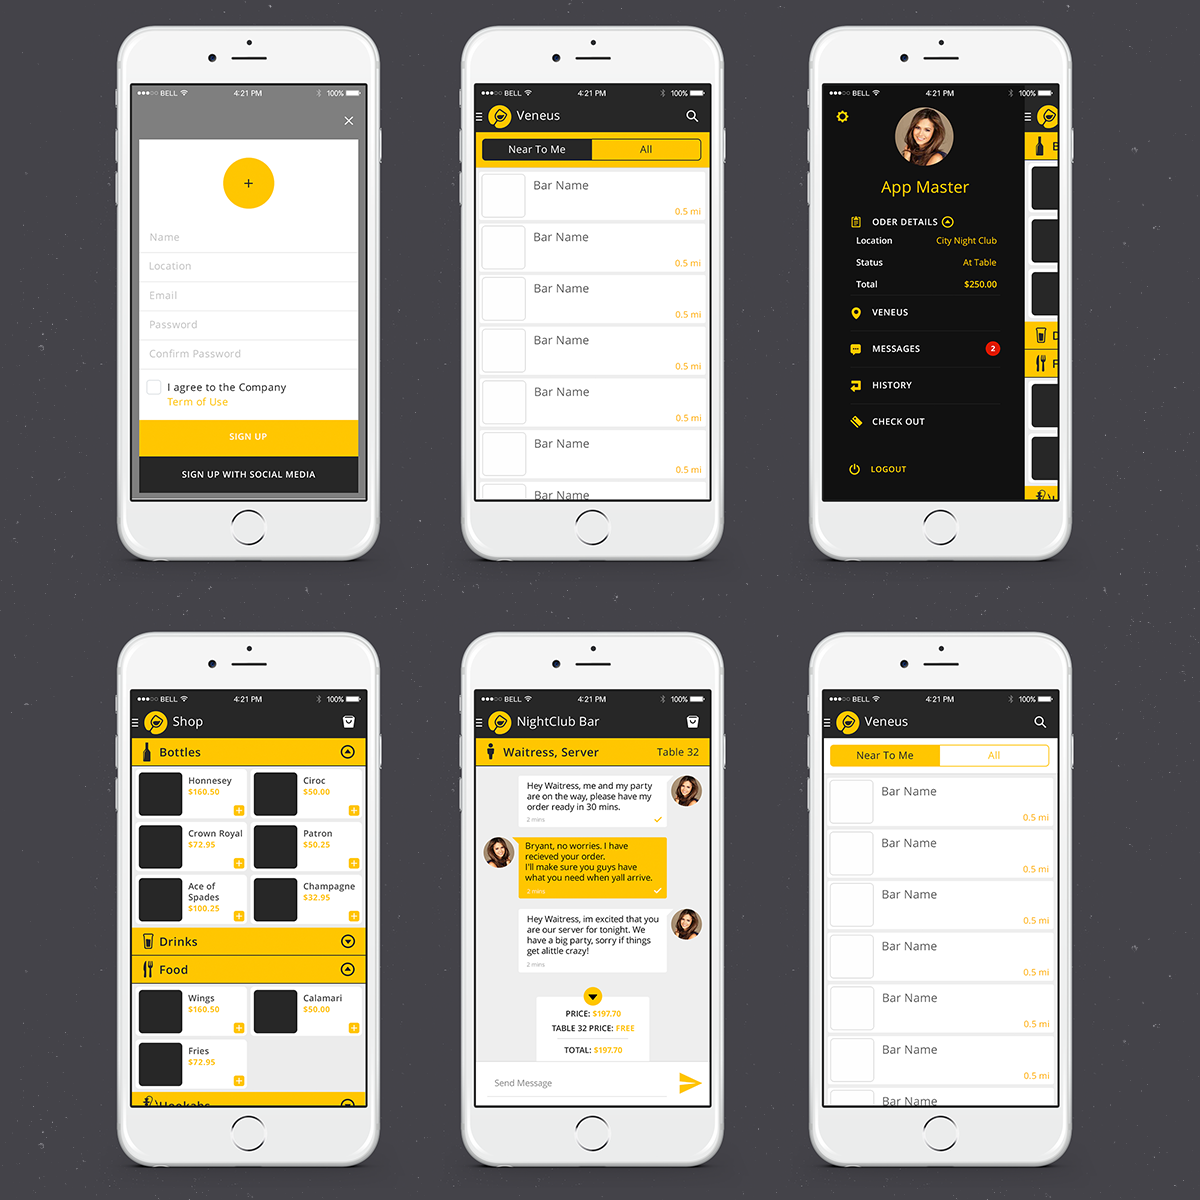 BELL 4:21 PM 100%
Name
Location
Email
Password
Confirm Password
I agree to the Company
Term of Use
SIGN UP
SIGN UP WITH SOCIAL MEDIA
BELL 4:21 PM 100%
Veneus
Near To Me All
Bar Name
0.5 mi
Bar Name
0.5 mi
Bar Name
0.5 mi
Bar Name
0.5 mi
Bar Name
0.5 mi
Bar Name
0.5 mi
Bar Name
BELL 4:21 PM 100%
App Master
ODER DETAILS
Location City Night Club
Status At Table
Total $250.00
VENEUS
MESSAGES 2
HISTORY
CHECK OUT
LOGOUT
BELL 4:21 PM 100%
Shop
Bottles
Honnesey Ciroc
$160.50 $50.00
Crown Royal Patron
$72.95 $50.25
Ace of Champagne
Spades $32.95
$100.25
Drinks
Food
Wings Calamari
$160.50 $50.00
Fries
$72.95
Hookahs
BELL 4:21 PM 100%
NightClub Bar
Waitress, Server Table 32
Hey Waitress, me and my party
are on the way, please have my
order ready in 30 mins.
2 mins
Bryant, no worries. I have
recieved your order.
I'll make sure you guys have
what you need when yall arrive.
2 mins
Hey Waitress, im excited that you
are our server for tonight. We
have a big party, sorry if things
get alittle crazy!
2 mins
PRICE: $197.70
TABLE 32 PRICE: FREE
TOTAL: $197.70
Send Message
BELL 4:21 PM 100%
Veneus
Near To Me All
Bar Name
0.5 mi
Bar Name
0.5 mi
Bar Name
0.5 mi
Bar Name
0.5 mi
Bar Name
0.5 mi
Bar Name
0.5 mi
Bar Name